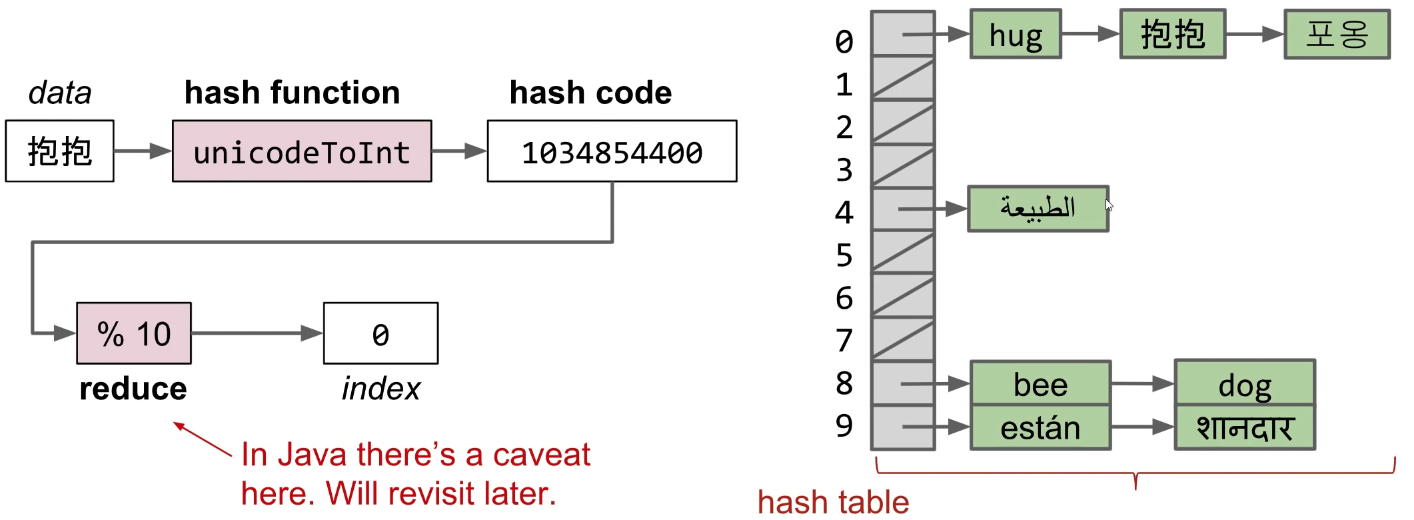 data
hash function
hash code
抱抱
unicodeToInt
1034854400
% 10
0
reduce
index
In Java there's a caveat
here. Will revisit later.
0
hug
抱抱
포옹
1
2
3
4
الطبيعة
5
6
7
8
bee
dog
9
están
शानदार
hash table